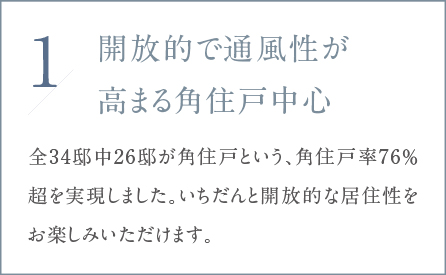 1
開放的で通風性が
高まる角住戸中心
全34邸中26邸が角住戸という、角住戸率76%
超を実現しました。いちだんと開放的な居住性を
お楽しみいただけます。